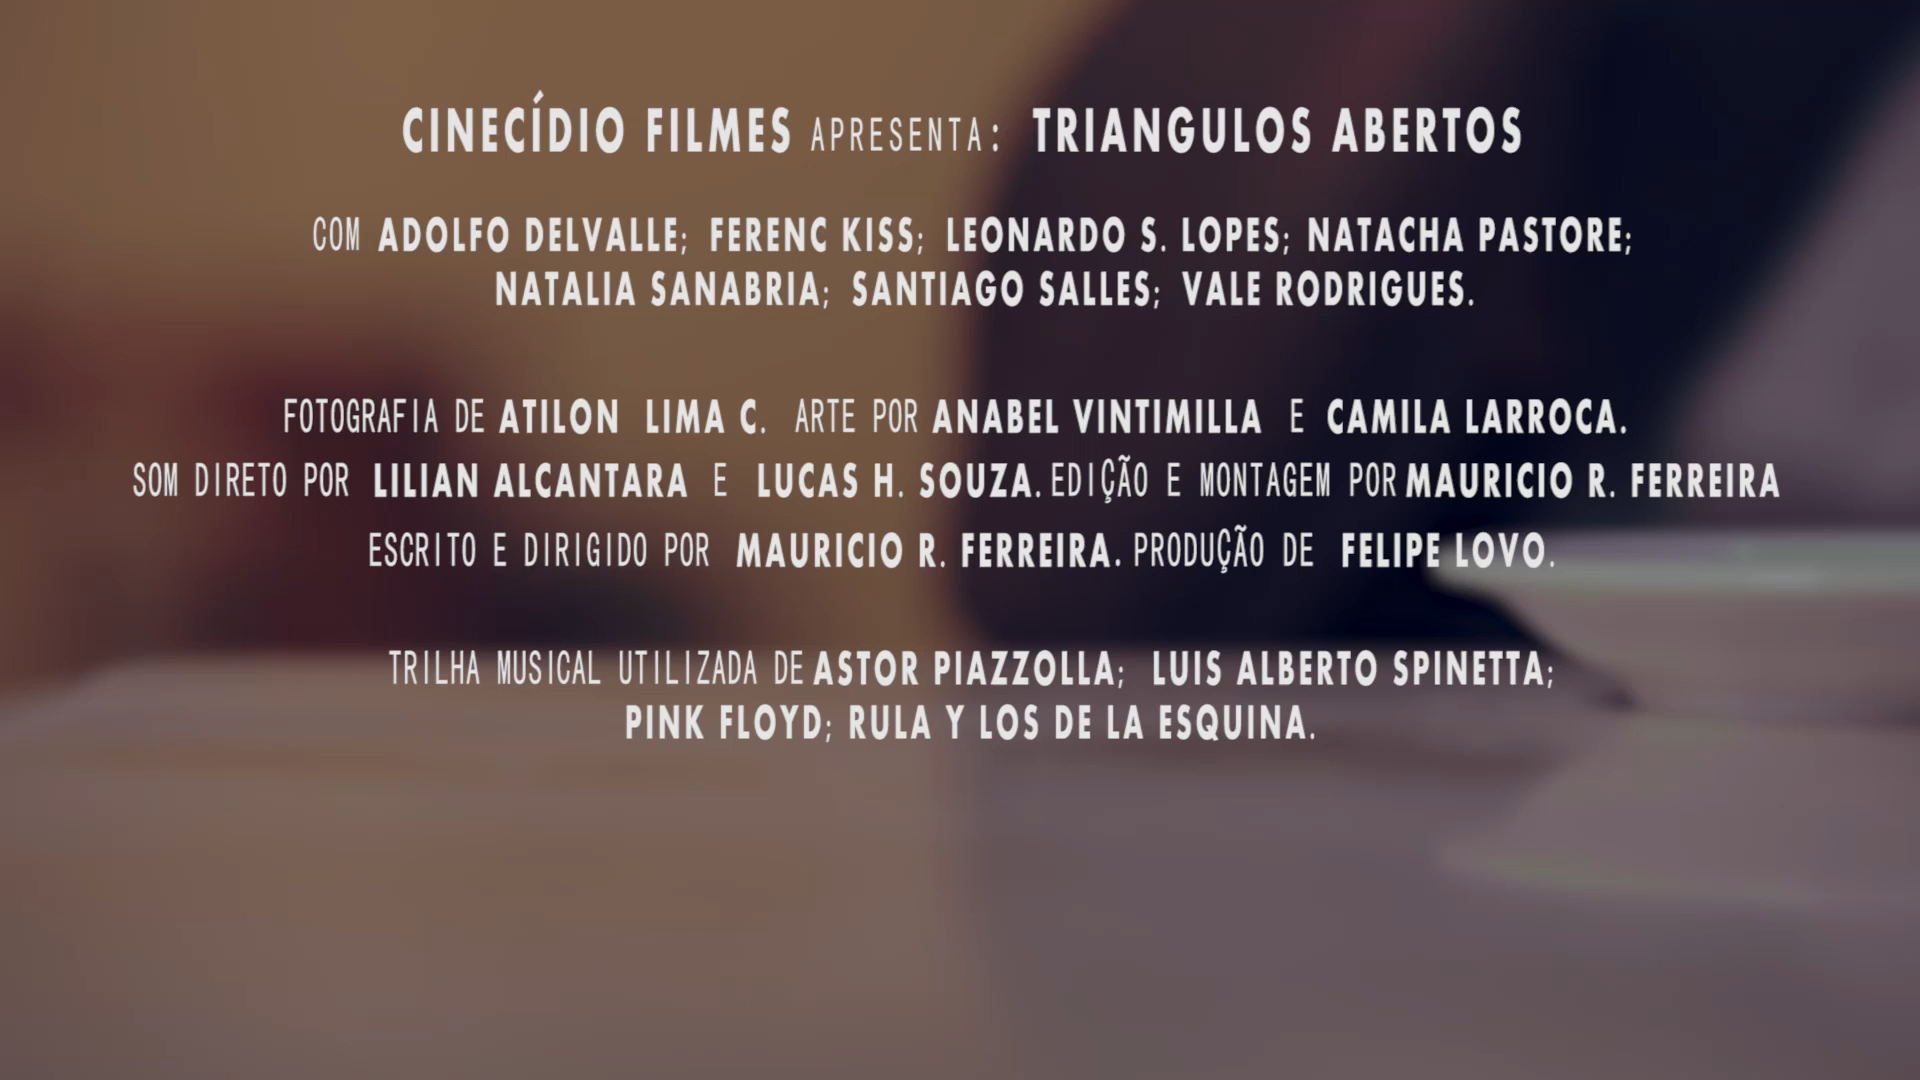 CINECÍDIO FILMES APRESENTA: TRIANGULOS ABERTOS
COM ADOLFO DELVALLE; FERENC KISS; LEONARDO S. LOPES; NATACHA PASTORE;
NATALIA SANABRIA; SANTIAGO SALLES; VALE RODRIGUES.
FOTOGRAFIA DE ATILON LIMA C. ARTE POR ANABEL VINTIMILLA E CAMILA LARROCA.
SOM DIRETO POR LILIAN ALCANTARA E LUCAS H. SOUZA. EDIÇÃO E MONTAGEM POR MAURICIO R. FERREIRA
ESCRITO E DIRIGIDO POR MAURICIO R. FERREIRA. PRODUÇÃO DE FELIPE LOVO.
TRILHA MUSICAL UTILIZADA DE ASTOR PIAZZOLLA; LUIS ALBERTO SPINETTA;
PINK FLOYD; RULA Y LOS DE LA ESQUINA.